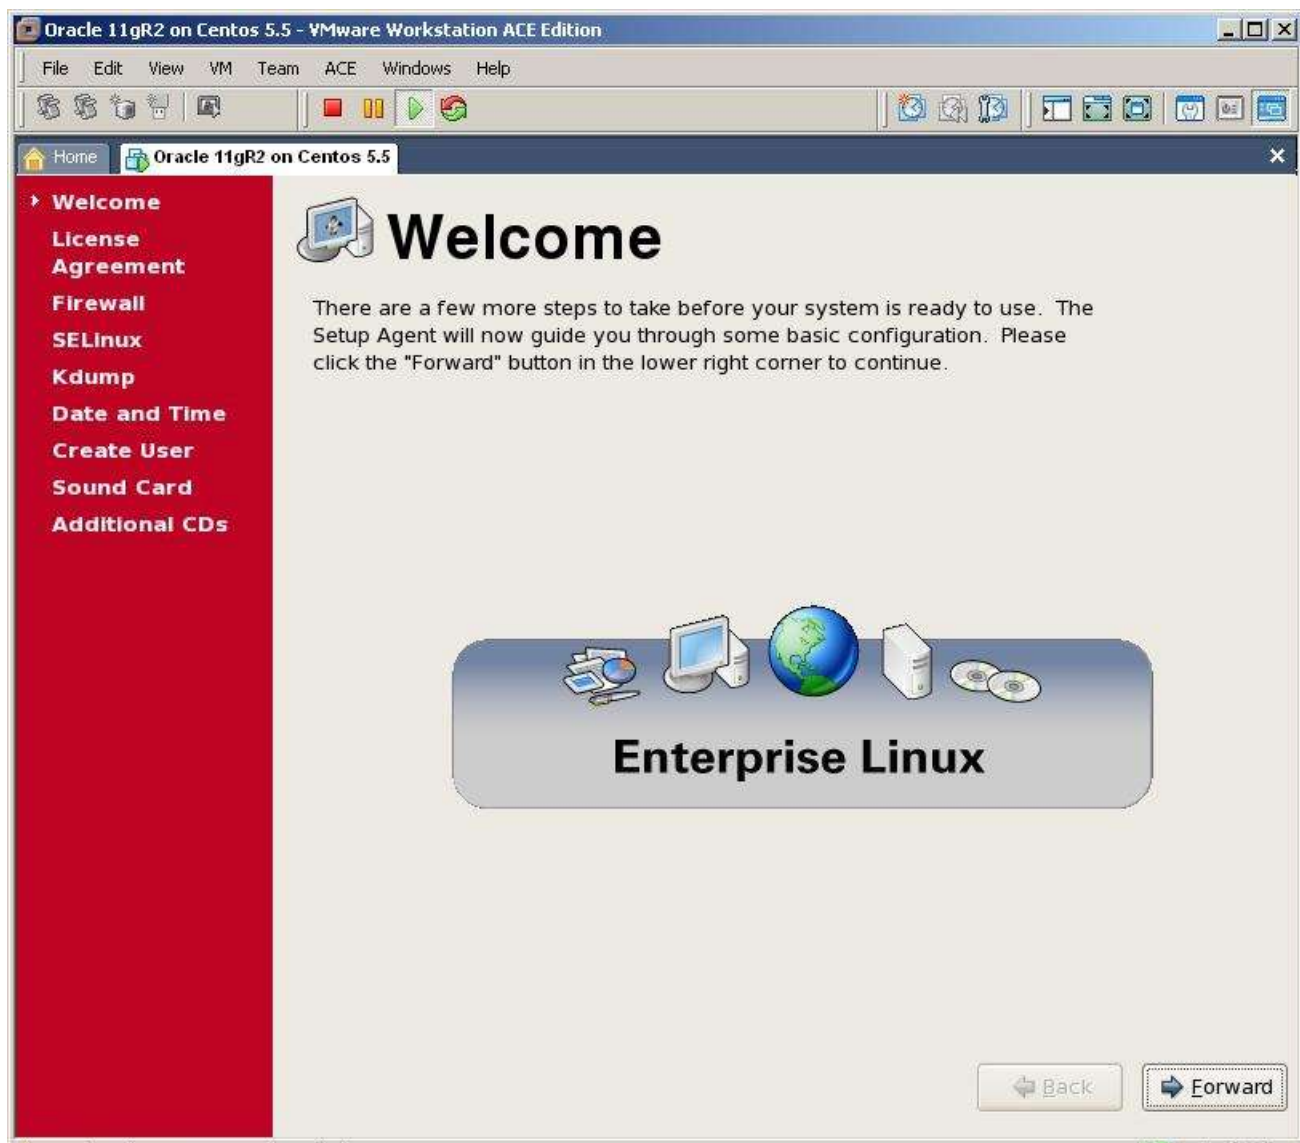 Oracle 11gR2 on Centos 5.5 - VMware Workstation ACE Edition
File Edit View VM Team ACE Windows Help
Home Oracle 11gR2 on Centos 5.5
Welcome
License
Agreement
Firewall
SELinux
Kdump
Date and Time
Create User
Sound Card
Additional CDs
Welcome
There are a few more steps to take before your system is ready to use. The
Setup Agent will now guide you through some basic configuration. Please
click the "Forward" button in the lower right corner to continue.
Enterprise Linux
Back Forward